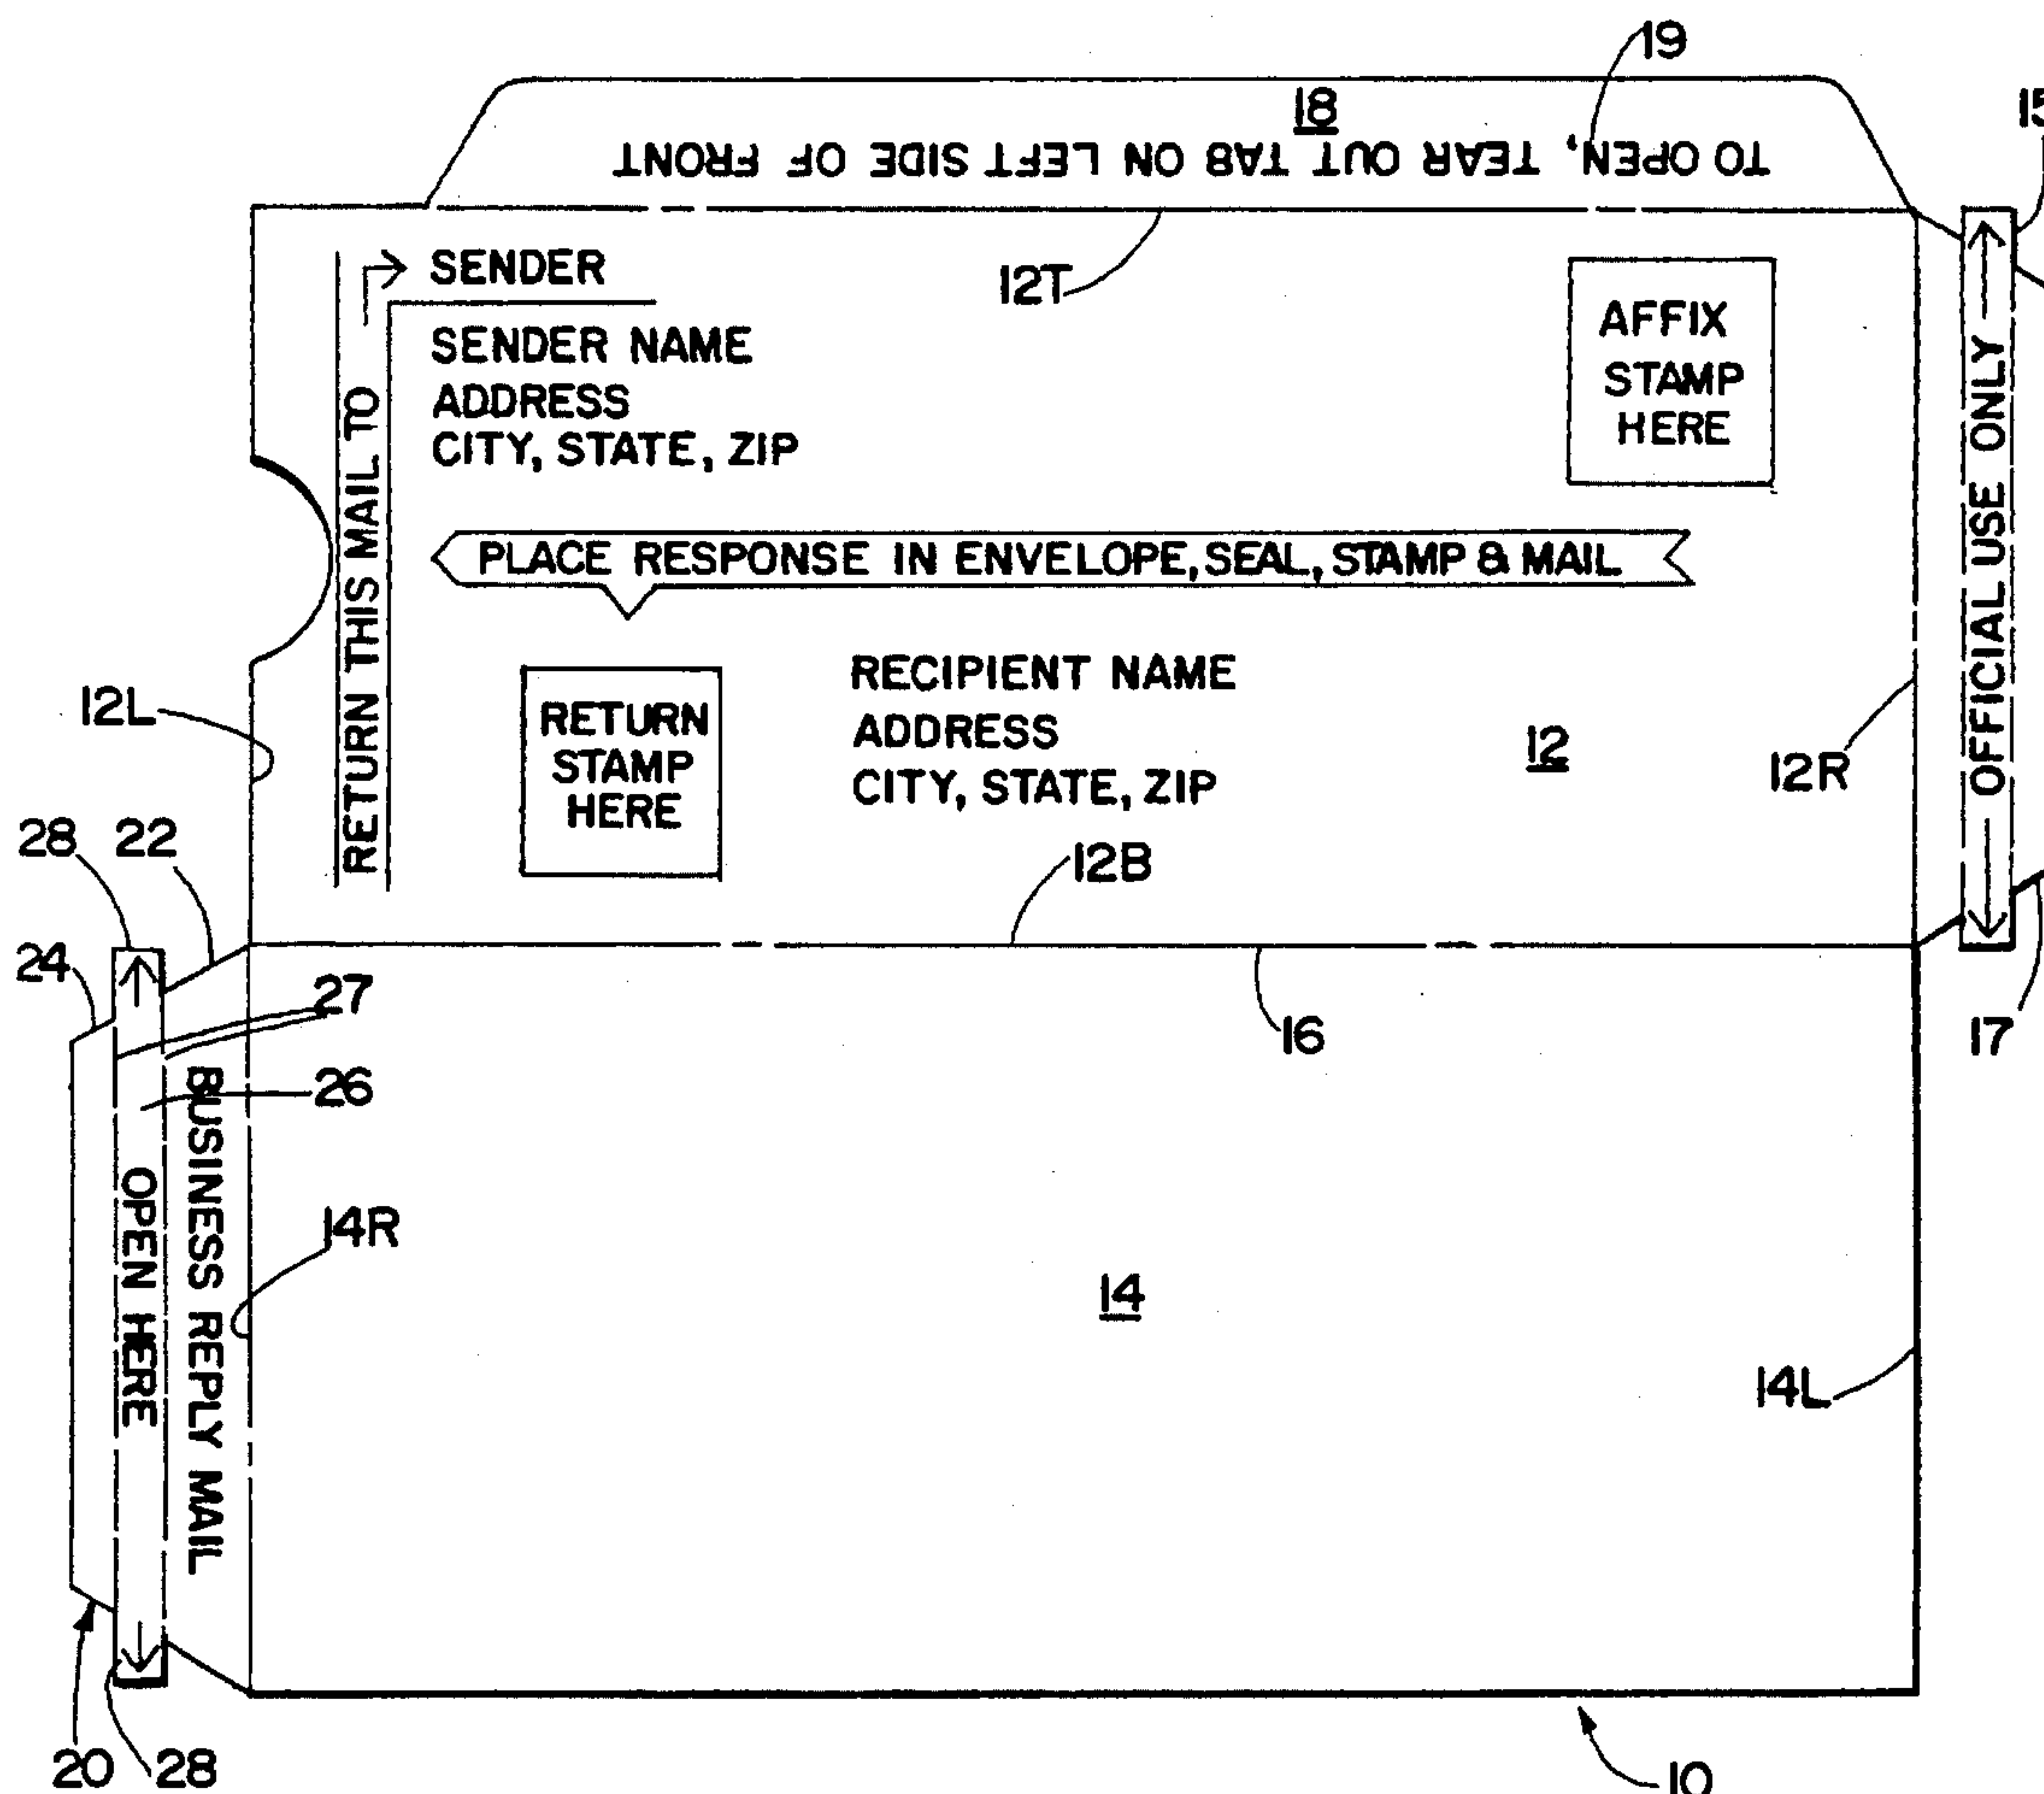 19
18
15
TO OPEN, TEAR OUT TAB ON LEFT SIDE OF FRONT
SENDER
12T
SENDER NAME
ADDRESS
CITY, STATE, ZIP
RETURN THIS MAIL TO
AFFIX
STAMP
HERE
OFFICIAL USE ONLY
PLACE RESPONSE IN ENVELOPE, SEAL, STAMP & MAIL
12L
RETURN
STAMP
HERE
RECIPIENT NAME
ADDRESS
CITY, STATE, ZIP
12
12R
28
22
12B
24
27
16
17
26
BUSINESS REPLY MAIL
OPEN HERE
14R
14
14L
20
28
10